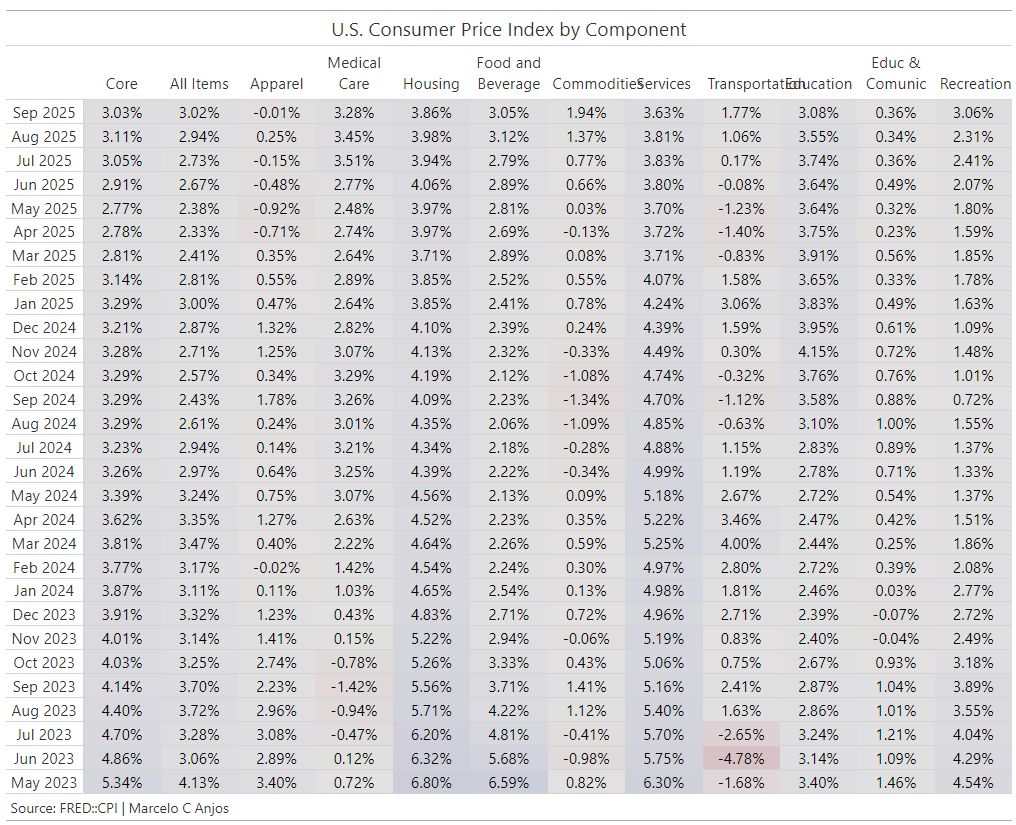 U.S. Consumer Price Index by Component
Medical Food and Educ &
Core All Items Apparel Care Housing Beverage Commodities Services Transportation Education Comunic Recreation
Sep 2025 3.03% 3.02% -0.01% 3.28% 3.86% 3.05% 1.94% 3.63% 1.77% 3.08% 0.36% 3.06%
Aug 2025 3.11% 2.94% 0.25% 3.45% 3.98% 3.12% 1.37% 3.81% 1.06% 3.55% 0.34% 2.31%
Jul 2025 3.05% 2.73% -0.15% 3.51% 3.94% 2.79% 0.77% 3.83% 0.17% 3.74% 0.36% 2.41%
Jun 2025 2.91% 2.67% -0.48% 2.77% 4.06% 2.89% 0.66% 3.80% -0.08% 3.64% 0.49% 2.07%
May 2025 2.77% 2.38% -0.92% 2.48% 3.97% 2.81% 0.03% 3.70% -1.23% 3.64% 0.32% 1.80%
Apr 2025 2.78% 2.33% -0.71% 2.74% 3.97% 2.69% -0.13% 3.72% -1.40% 3.75% 0.23% 1.59%
Mar 2025 2.81% 2.41% 0.35% 2.64% 3.71% 2.89% 0.08% 3.71% -0.83% 3.91% 0.56% 1.85%
Feb 2025 3.14% 2.81% 0.55% 2.89% 3.85% 2.52% 0.55% 4.07% 1.58% 3.65% 0.33% 1.78%
Jan 2025 3.29% 3.00% 0.47% 2.64% 3.85% 2.41% 0.78% 4.24% 3.06% 3.83% 0.49% 1.63%
Dec 2024 3.21% 2.87% 1.32% 2.82% 4.10% 2.39% 0.24% 4.39% 1.59% 3.95% 0.61% 1.09%
Nov 2024 3.28% 2.71% 1.25% 3.07% 4.13% 2.32% -0.33% 4.49% 0.30% 4.15% 0.72% 1.48%
Oct 2024 3.29% 2.57% 0.34% 3.29% 4.19% 2.12% -1.08% 4.74% -0.32% 3.76% 0.76% 1.01%
Sep 2024 3.29% 2.43% 1.78% 3.26% 4.09% 2.23% -1.34% 4.70% -1.12% 3.58% 0.88% 0.72%
Aug 2024 3.29% 2.61% 0.24% 3.01% 4.35% 2.06% -1.09% 4.85% -0.63% 3.10% 1.00% 1.55%
Jul 2024 3.23% 2.94% 0.14% 3.21% 4.34% 2.18% -0.28% 4.88% 1.15% 2.83% 0.89% 1.37%
Jun 2024 3.26% 2.97% 0.64% 3.25% 4.39% 2.22% -0.34% 4.99% 1.19% 2.78% 0.71% 1.33%
May 2024 3.39% 3.24% 0.75% 3.07% 4.56% 2.13% 0.09% 5.18% 2.67% 2.72% 0.54% 1.37%
Apr 2024 3.62% 3.35% 1.27% 2.63% 4.52% 2.23% 0.35% 5.22% 3.46% 2.47% 0.42% 1.51%
Mar 2024 3.81% 3.47% 0.40% 2.22% 4.64% 2.26% 0.59% 5.25% 4.00% 2.44% 0.25% 1.86%
Feb 2024 3.77% 3.17% -0.02% 1.42% 4.54% 2.24% 0.30% 4.97% 2.80% 2.72% 0.39% 2.08%
Jan 2024 3.87% 3.11% 0.11% 1.03% 4.65% 2.54% 0.13% 4.98% 1.81% 2.46% 0.03% 2.77%
Dec 2023 3.91% 3.32% 1.23% 0.43% 4.83% 2.71% 0.72% 4.96% 2.71% 2.39% -0.07% 2.72%
Nov 2023 4.01% 3.14% 1.41% 0.15% 5.22% 2.94% -0.06% 5.19% 0.83% 2.40% -0.04% 2.49%
Oct 2023 4.03% 3.25% 2.74% -0.78% 5.26% 3.33% 0.43% 5.06% 0.75% 2.67% 0.93% 3.18%
Sep 2023 4.14% 3.70% 2.23% -1.42% 5.56% 3.71% 1.41% 5.16% 2.41% 2.87% 1.04% 3.89%
Aug 2023 4.40% 3.72% 2.96% -0.94% 5.71% 4.22% 1.12% 5.40% 1.63% 2.86% 1.01% 3.55%
Jul 2023 4.70% 3.28% 3.08% -0.47% 6.20% 4.81% -0.41% 5.70% -2.65% 3.24% 1.21% 4.04%
Jun 2023 4.86% 3.06% 2.89% 0.12% 6.32% 5.68% -0.98% 5.75% -4.78% 3.14% 1.09% 4.29%
May 2023 5.34% 4.13% 3.40% 0.72% 6.80% 6.59% 0.82% 6.30% -1.68% 3.40% 1.46% 4.54%
Source: FRED::CPI | Marcelo C Anjos